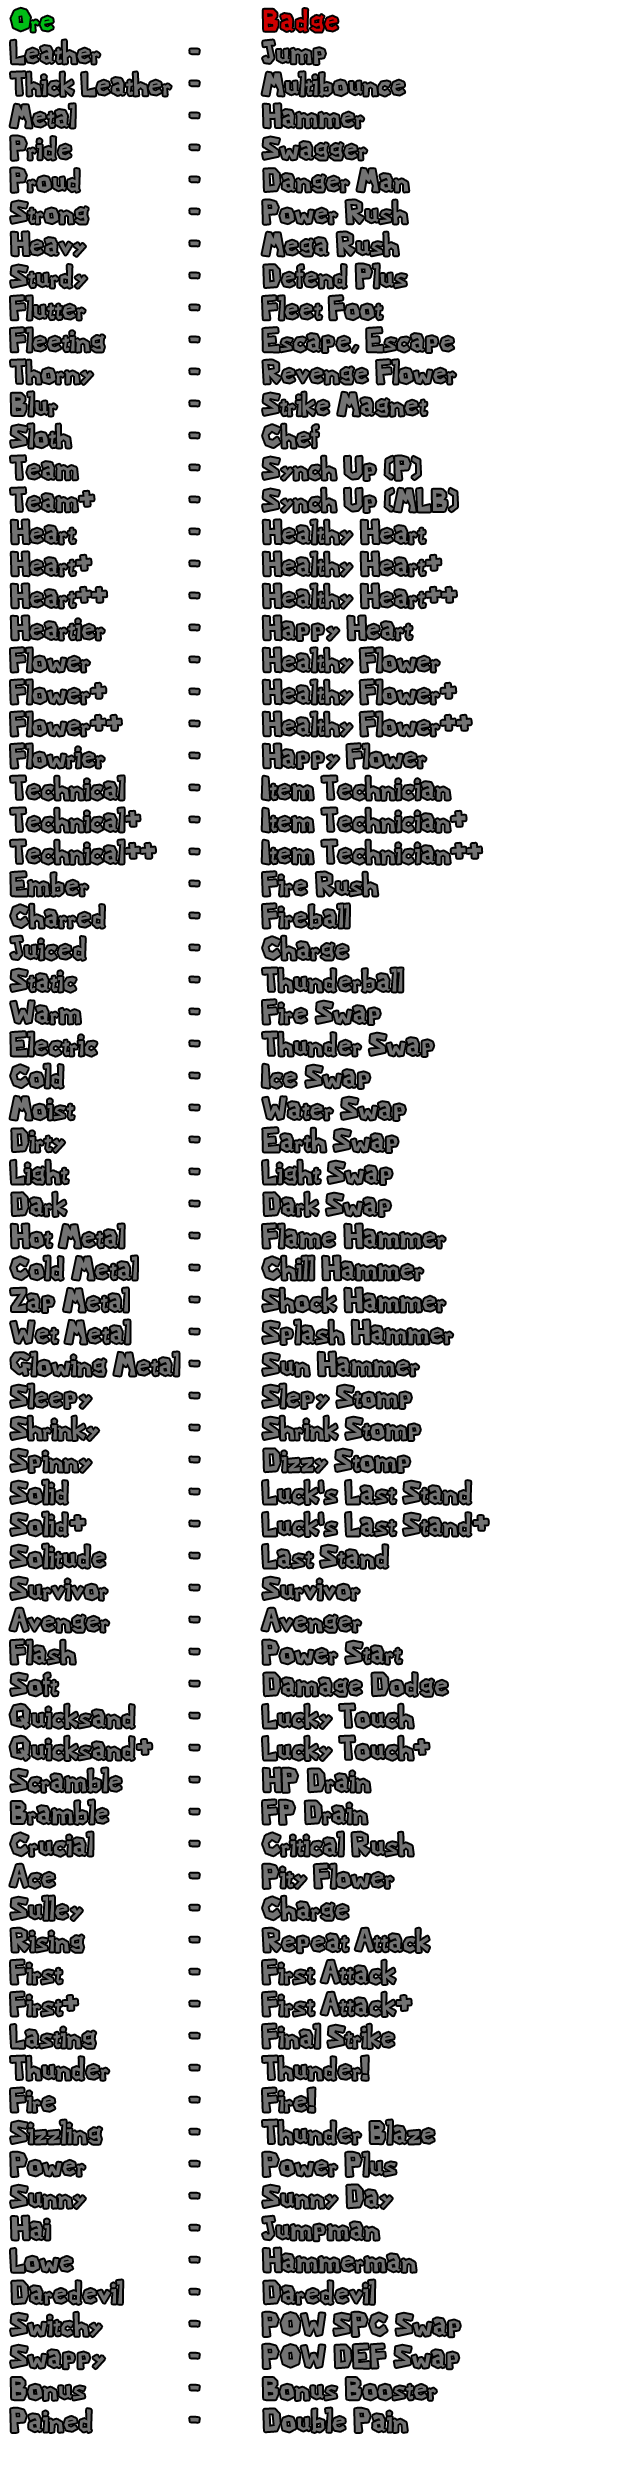 Ore Badge
Leather - Jump
Thick Leather - Multibounce
Metal - Hammer
Pride - Swagger
Proud - Danger Man
Strong - Power Rush
Heavy - Mega Rush
Sturdy - Defend Plus
Flutter - Fleet Foot
Fleeting - Escape, Escape
Thorny - Revenge Flower
Blur - Strike Magnet
Sloth - Chef
Team - Synch Up (P)
Team+ - Synch Up (MLB)
Heart - Healthy Heart
Heart+ - Healthy Heart+
Heart++ - Healthy Heart++
Heartier - Happy Heart
Flower - Healthy Flower
Flower+ - Healthy Flower+
Flower++ - Healthy Flower++
Flowrier - Happy Flower
Technical - Item Technician
Technical+ - Item Technician+
Technical++ - Item Technician++
Ember - Fire Rush
Charred - Fireball
Juiced - Charge
Static - Thunderball
Warm - Fire Swap
Electric - Thunder Swap
Cold - Ice Swap
Moist - Water Swap
Dirty - Earth Swap
Light - Light Swap
Dark - Dark Swap
Hot Metal - Flame Hammer
Cold Metal - Chill Hammer
Zap Metal - Shock Hammer
Wet Metal - Splash Hammer
Glowing Metal - Sun Hammer
Sleepy - Slepy Stomp
Shrinky - Shrink Stomp
Spinny - Dizzy Stomp
Solid - Luck's Last Stand
Solid+ - Luck's Last Stand+
Solitude - Last Stand
Survivor - Survivor
Avenger - Avenger
Flash - Power Start
Soft - Damage Dodge
Quicksand - Lucky Touch
Quicksand+ - Lucky Touch+
Scramble - HP Drain
Bramble - FP Drain
Crucial - Critical Rush
Ace - Pity Flower
Sulley - Charge
Rising - Repeat Attack
First - First Attack
First+ - First Attack+
Lasting - Final Strike
Thunder - Thunder!
Fire - Fire!
Sizzling - Thunder Blaze
Power - Power Plus
Sunny - Sunny Day
Hai - Jumpman
Lowe - Hammerman
Daredevil - Daredevil
Switchy - POW SPC Swap
Swappy - POW DEF Swap
Bonus - Bonus Booster
Pained - Double Pain